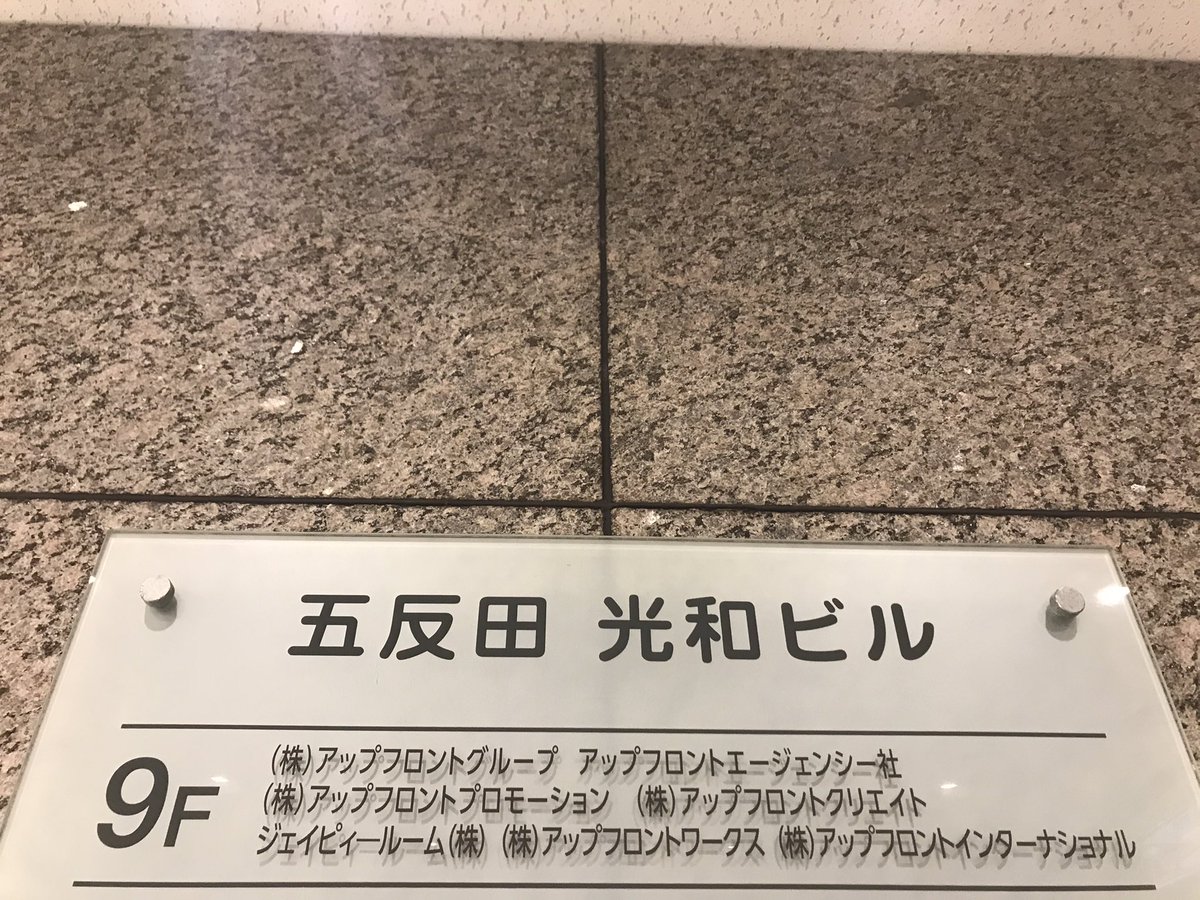 五反田 光和ビル
9F
(株)アップフロントグループ アップフロントエージェンシー社
(株)アップフロントプロモーション (株)アップフロントクリエイト
ジェイピィールーム(株) (株)アップフロントワークス (株)アップフロントインターナショナル